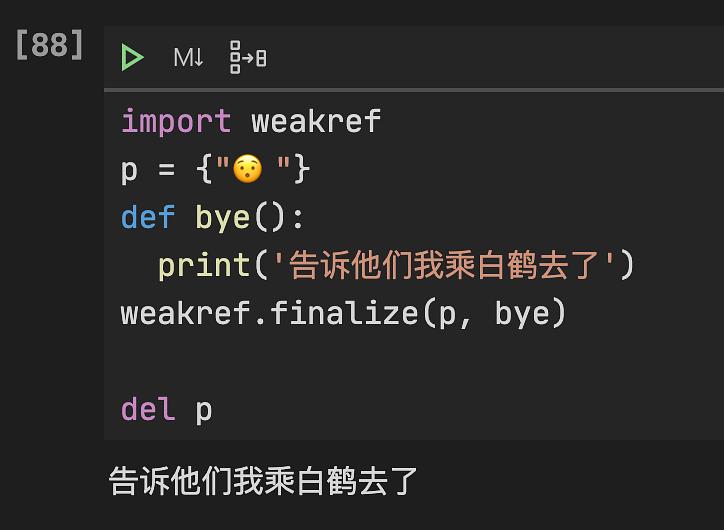 [88]
M↓
import weakref
p = {"😯 "}
def bye():
  print('告诉他们我乘白鹤去了')
weakref.finalize(p, bye)
del p
告诉他们我乘白鹤去了